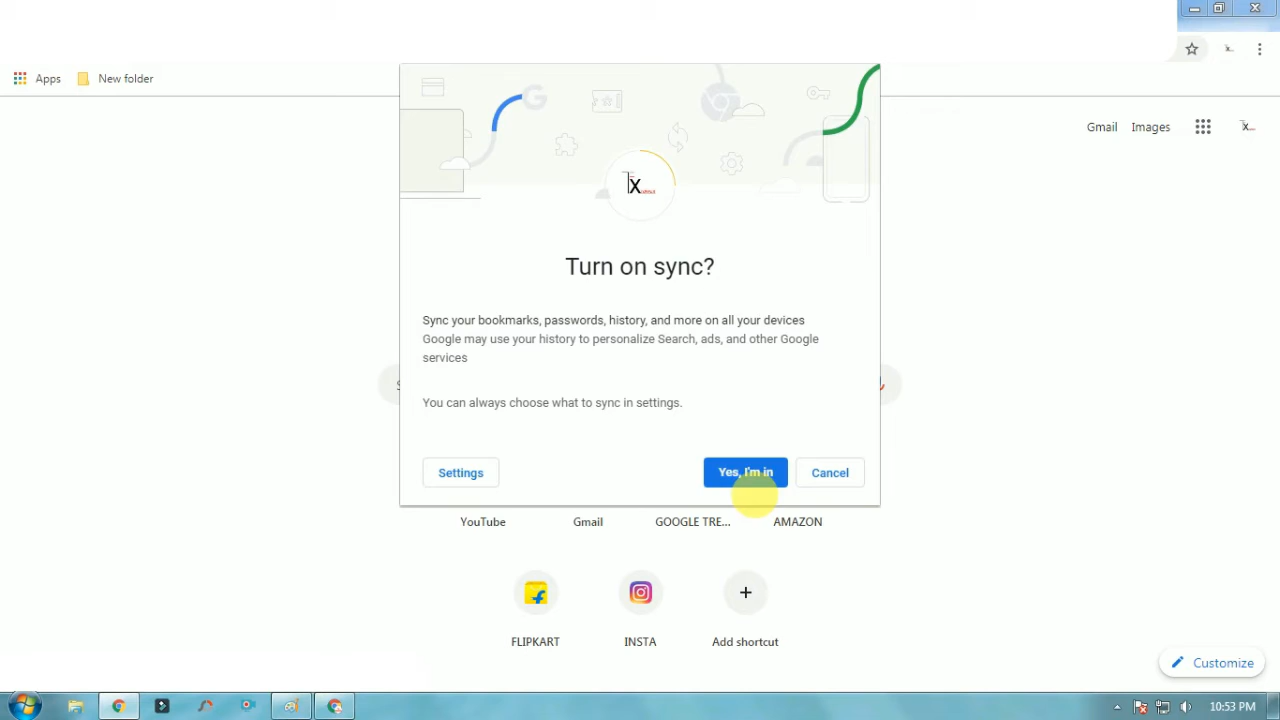 Apps
New folder
Gmail
Images
X
Turn on sync?
Sync your bookmarks, passwords, history, and more on all your devices
Google may use your history to personalize Search, ads, and other Google
services
You can always choose what to sync in settings.
Settings
Yes, I'm in
Cancel
YouTube
Gmail
GOOGLE TRE...
AMAZON
FLIPKART
INSTA
Add shortcut
Customize
10:53 PM